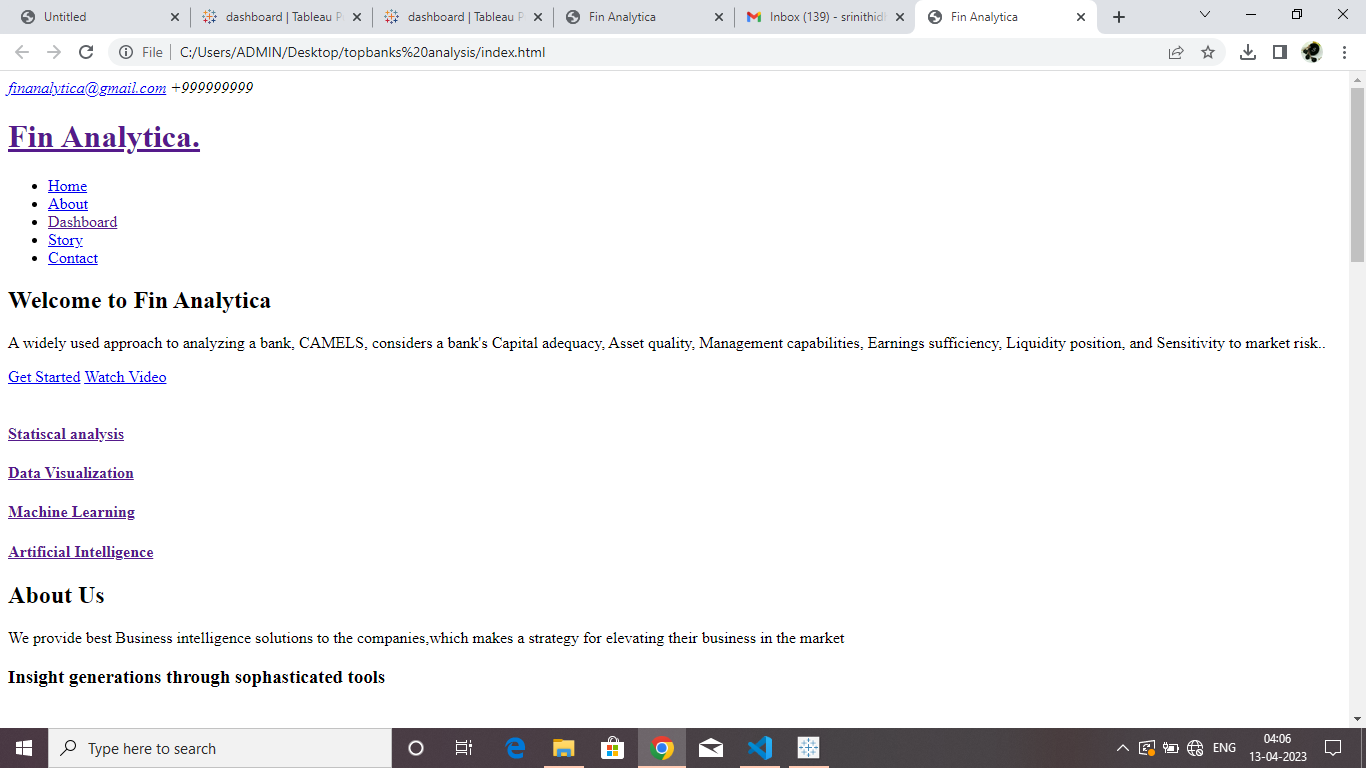 Untitled
dashboard | Tableau P
dashboard | Tableau P
Fin Analytica
Inbox (139) - srinithid
Fin Analytica
File
C:/Users/ADMIN/Desktop/topbanks%20analysis/index.html
finanalytica@gmail.com +999999999
Fin Analytica.
Home
About
Dashboard
Story
Contact
Welcome to Fin Analytica
A widely used approach to analyzing a bank, CAMELS, considers a bank's Capital adequacy, Asset quality, Management capabilities, Earnings sufficiency, Liquidity position, and Sensitivity to market risk..
Get Started Watch Video
Statiscal analysis
Data Visualization
Machine Learning
Artificial Intelligence
About Us
We provide best Business intelligence solutions to the companies,which makes a strategy for elevating their business in the market
Insight generations through sophasticated tools
Type here to search
ENG
04:06
13-04-2023